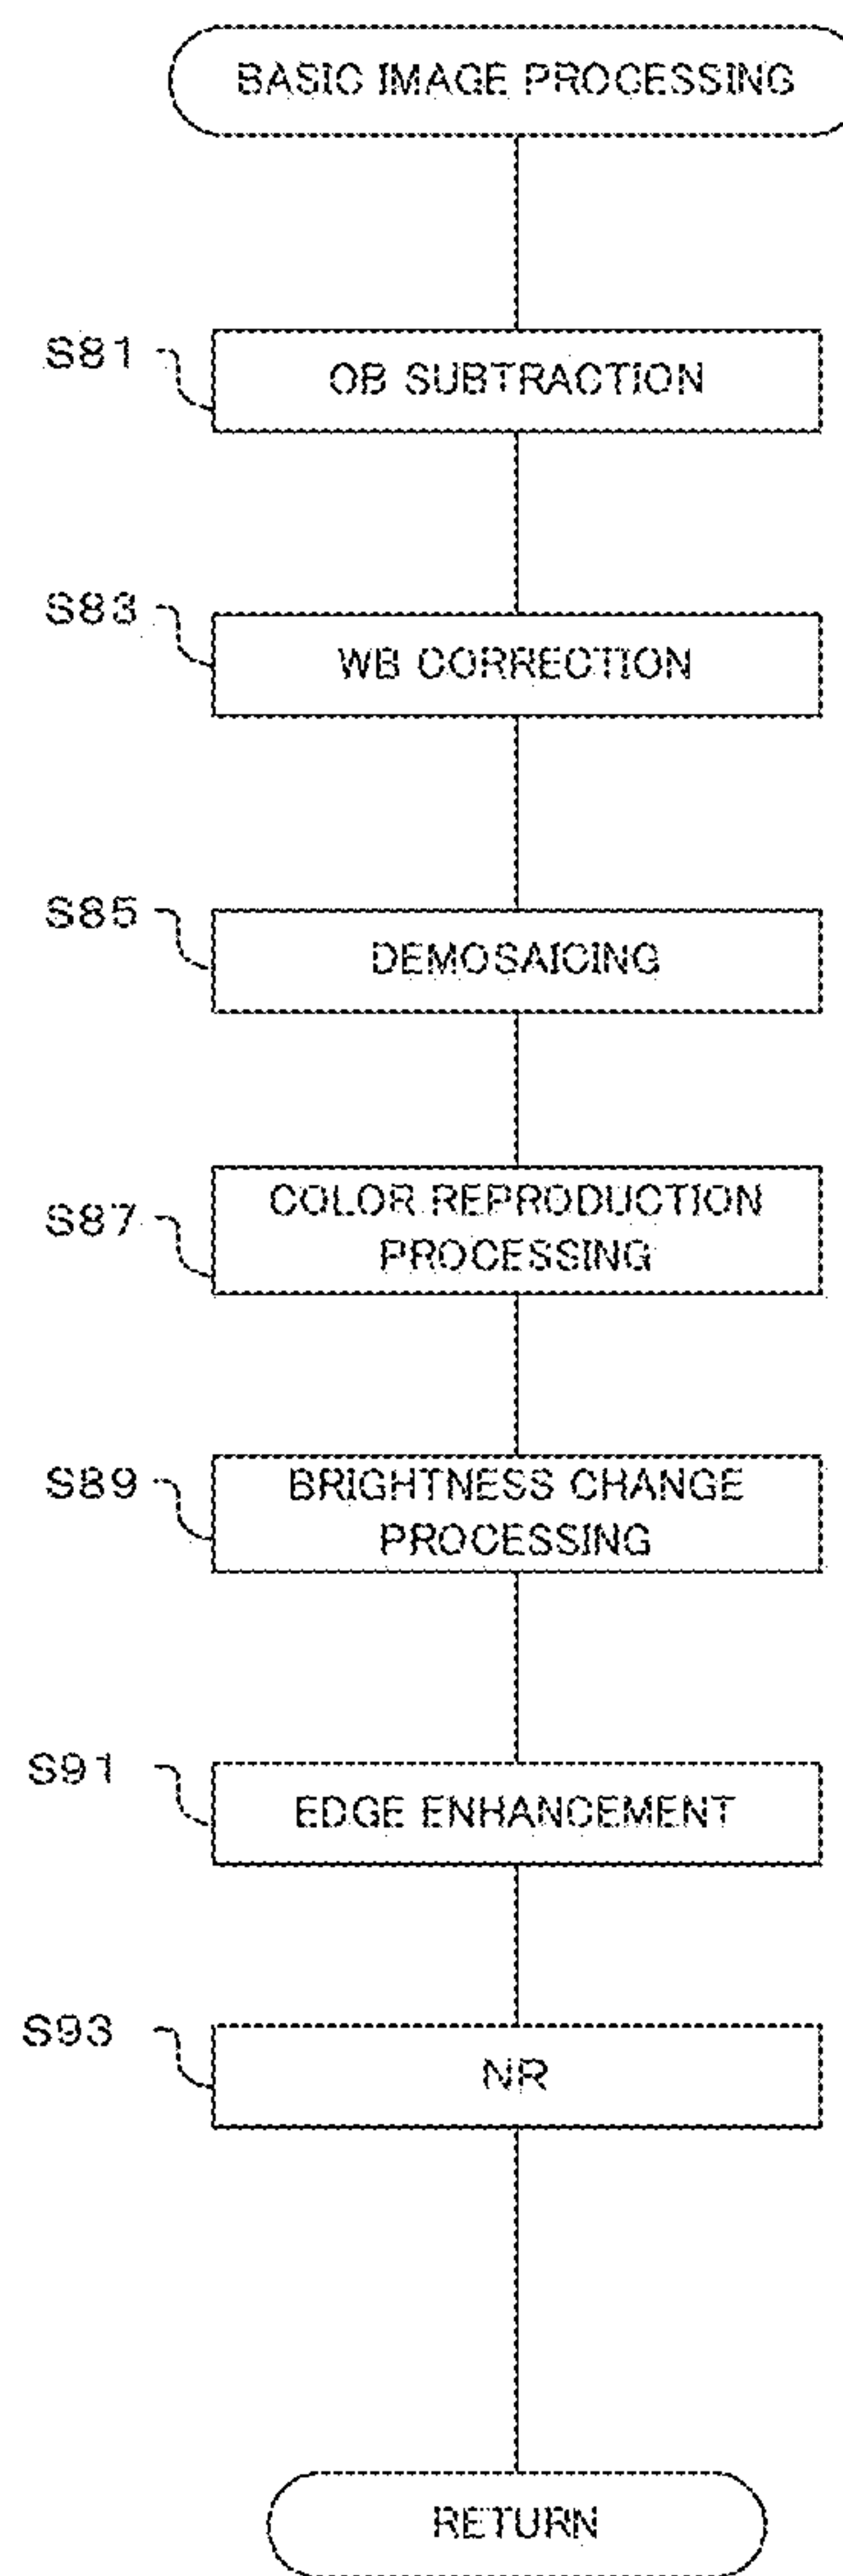 BASIC IMAGE PROCESSING
S81
OB SUBTRACTION
S83
WB CORRECTION
S85
DEMOSAICING
S87
COLOR REPRODUCTION
PROCESSING
S89
BRIGHTNESS CHANGE
PROCESSING
S91
EDGE ENHANCEMENT
S93
NR
RETURN